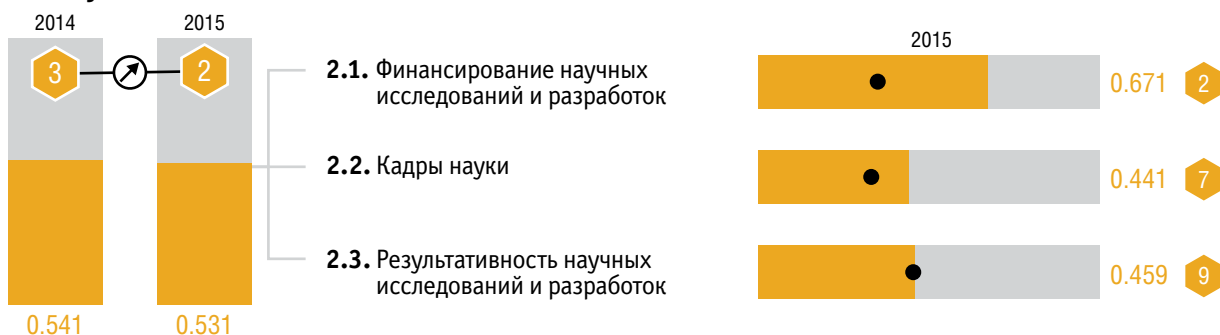 2014
2015
3
2
0.541
0.531
2.1. Финансирование научных
исследований и разработок
2.2. Кадры науки
2.3. Результативность научных
исследований и разработок
2015
0.671
2
0.441
7
0.459
9